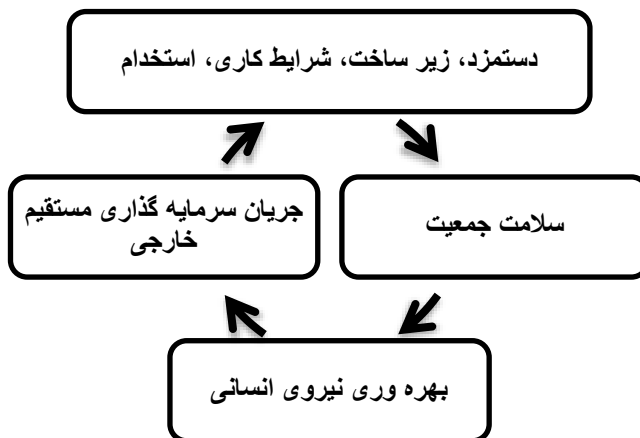 دستمزد، زیر ساخت، شرایط کاری، استخدام
سلامت جمعیت
جریان سرمایه گذاری مستقیم
خارجی
بهره وری نیروی انسانی